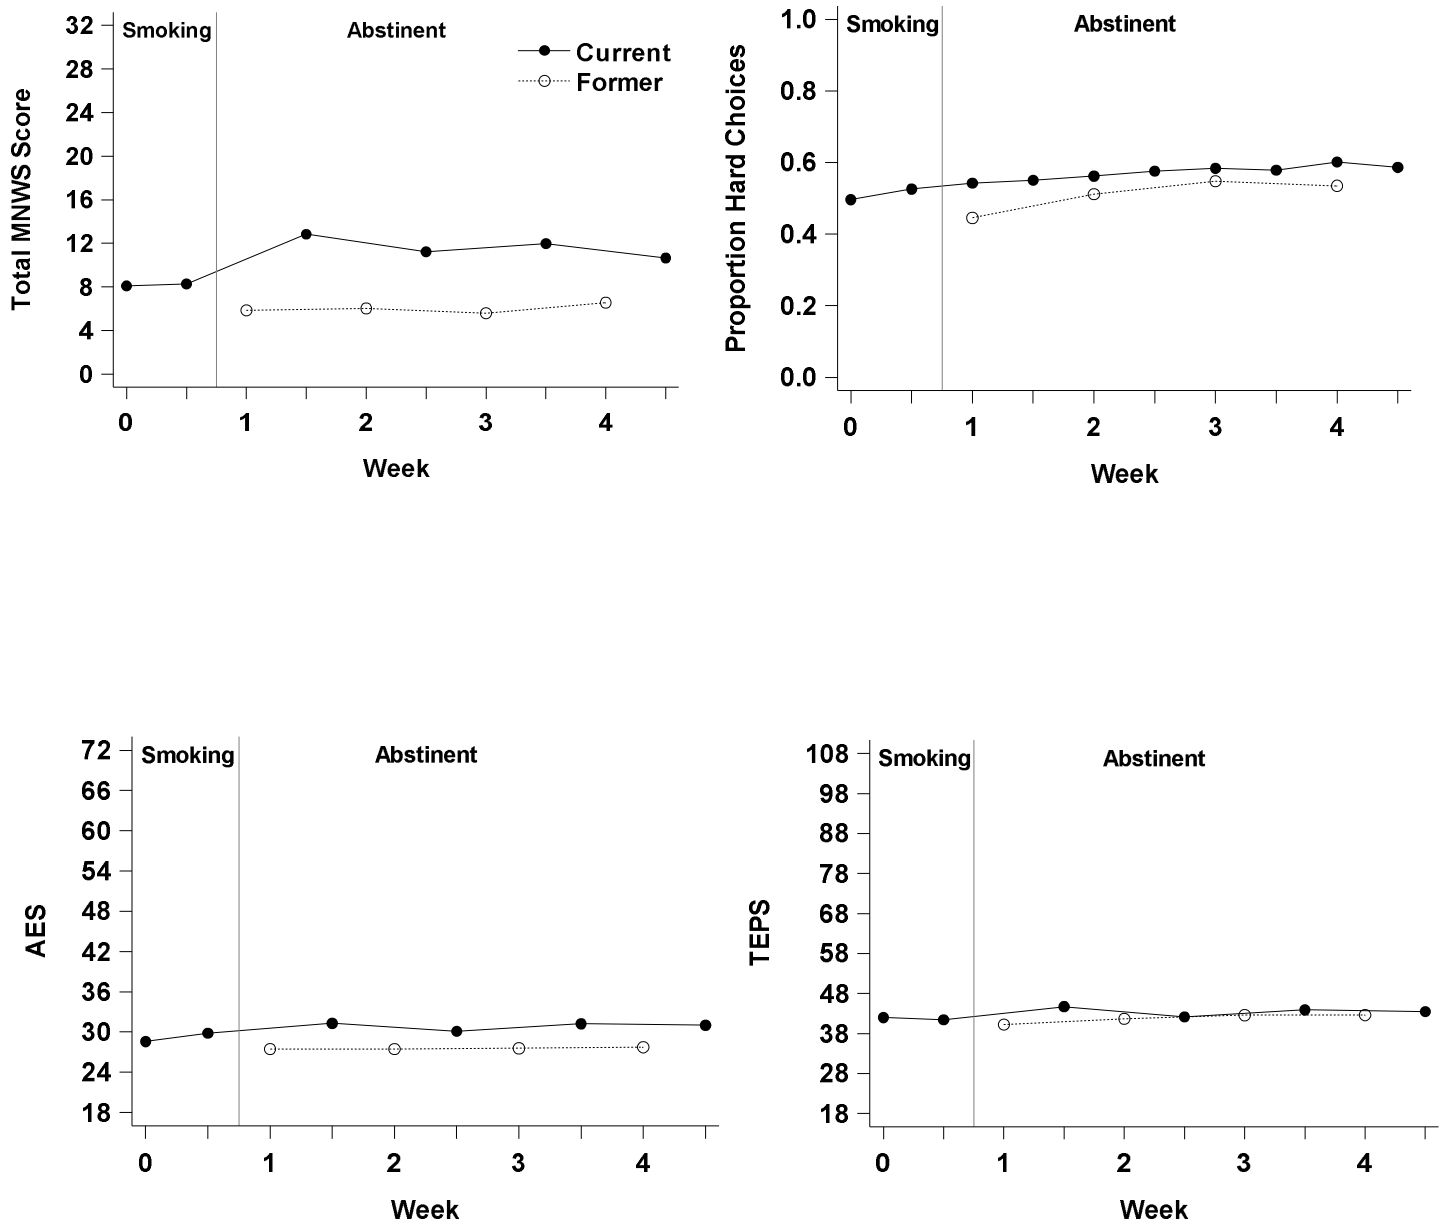 Smoking
Abstinent
Current
Former
Total MNWS Score
32
28
24
20
16
12
8
4
0
0 1 2 3 4
Week
Smoking
Abstinent
Proportion Hard Choices
1.0
0.8
0.6
0.4
0.2
0.0
0 1 2 3 4
Week
Smoking
Abstinent
AES
72
66
60
54
48
42
36
30
24
18
0 1 2 3 4
Week
Smoking
Abstinent
TEPS
108
98
88
78
68
58
48
38
28
18
0 1 2 3 4
Week